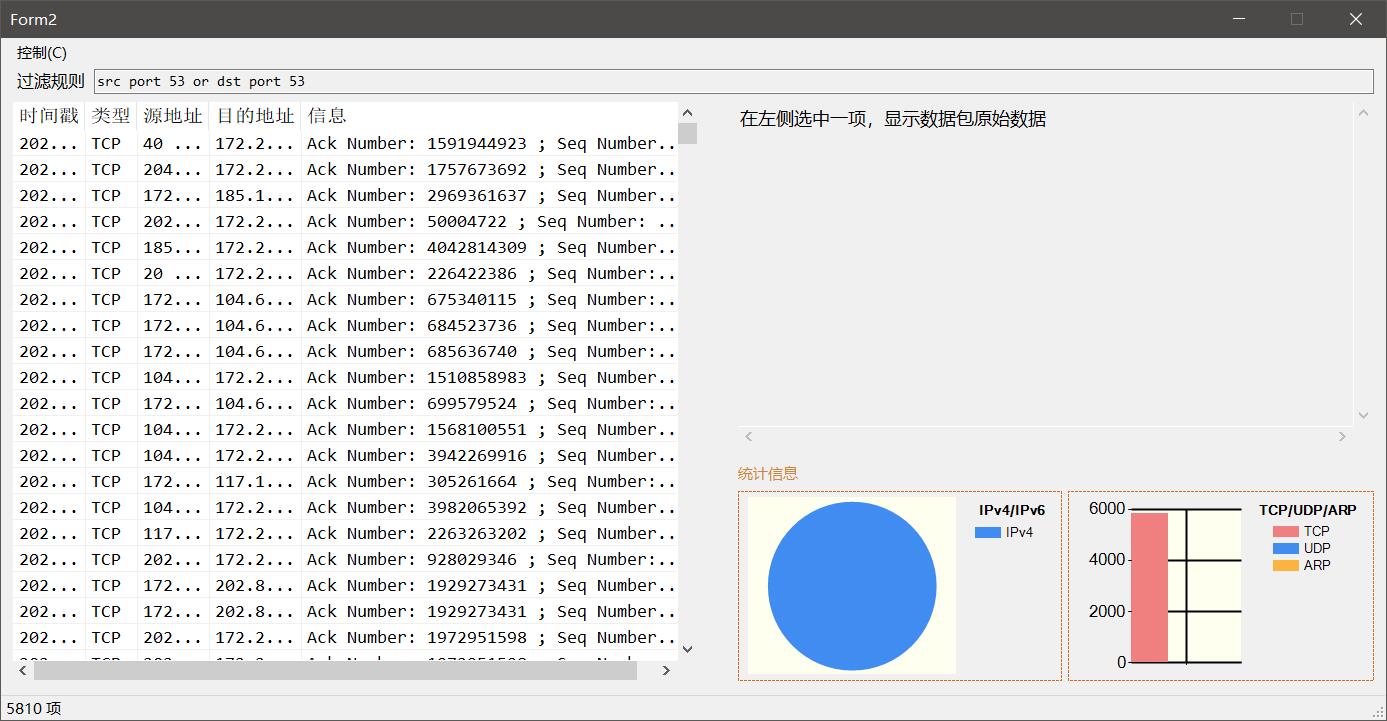 Form2
控制(C)
过滤规则 src port 53 or dst port 53
时间戳 类型 源地址 目的地址 信息
202... TCP 40 ... 172.2... Ack Number: 1591944923 ; Seq Number..
202... TCP 204... 172.2... Ack Number: 1757673692 ; Seq Number..
202... TCP 172... 185.1... Ack Number: 2969361637 ; Seq Number..
202... TCP 202... 172.2... Ack Number: 50004722 ; Seq Number: ..
202... TCP 185... 172.2... Ack Number: 4042814309 ; Seq Number..
202... TCP 20 ... 172.2... Ack Number: 226422386 ; Seq Number:..
202... TCP 172... 104.6... Ack Number: 675340115 ; Seq Number:..
202... TCP 172... 104.6... Ack Number: 684523736 ; Seq Number:..
202... TCP 172... 104.6... Ack Number: 685636740 ; Seq Number:..
202... TCP 104... 172.2... Ack Number: 1510858983 ; Seq Number..
202... TCP 172... 104.6... Ack Number: 699579524 ; Seq Number:..
202... TCP 104... 172.2... Ack Number: 1568100551 ; Seq Number..
202... TCP 104... 172.2... Ack Number: 3942269916 ; Seq Number..
202... TCP 172... 117.1... Ack Number: 305261664 ; Seq Number:..
202... TCP 104... 172.2... Ack Number: 3982065392 ; Seq Number..
202... TCP 117... 172.2... Ack Number: 2263263202 ; Seq Number..
202... TCP 202... 172.2... Ack Number: 928029346 ; Seq Number:..
202... TCP 172... 202.8... Ack Number: 1929273431 ; Seq Number..
202... TCP 172... 202.8... Ack Number: 1929273431 ; Seq Number..
202... TCP 202... 172.2... Ack Number: 1972951598 ; Seq Number..
在左侧选中一项，显示数据包原始数据
统计信息
IPv4/IPv6
IPv4
6000
4000
2000
0
TCP/UDP/ARP
TCP
UDP
ARP
5810 项